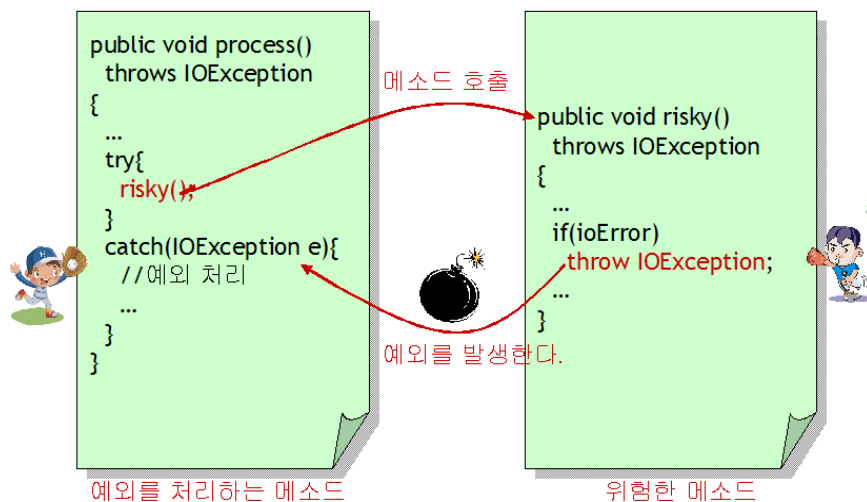 public void process()
throws IOException
{
...
try{
risky();
}
catch(IOException e){
//예외 처리
...
}
}
예외를 처리하는 메소드
메소드 호출
예외를 발생한다.
public void risky()
throws IOException
{
...
if(ioError)
throw IOException;
...
}
위험한 메소드